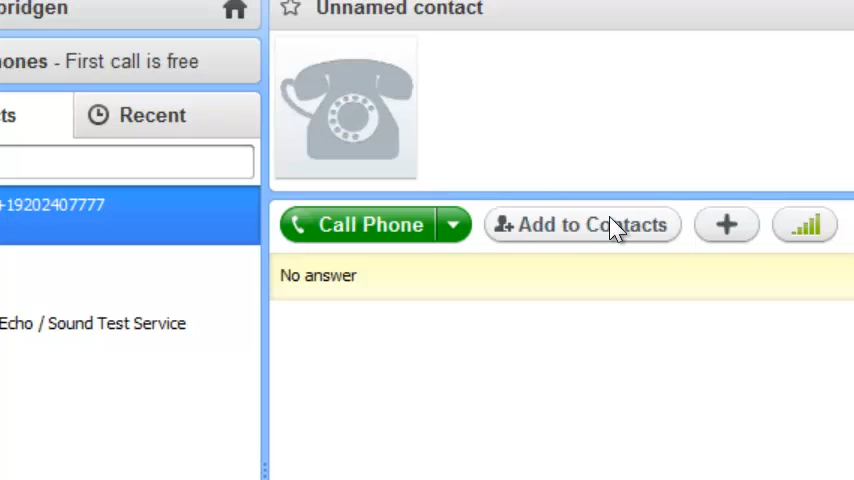 bridgen
Unnamed contact
ones - First call is free
ts
Recent
+19202407777
Call Phone
Add to Contacts
No answer
Echo / Sound Test Service